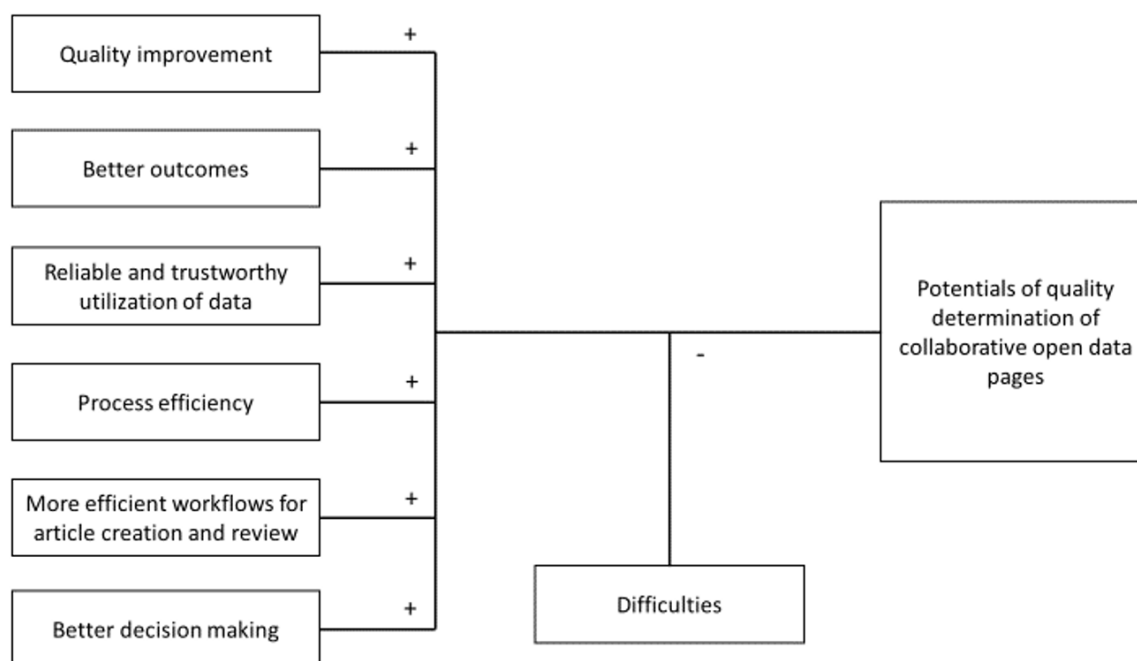 Quality improvement
+
Better outcomes
+
Reliable and trustworthy
utilization of data
+
Process efficiency
+
More efficient workflows for
article creation and review
+
Better decision making
+
-
Difficulties
Potentials of quality
determination of
collaborative open data
pages